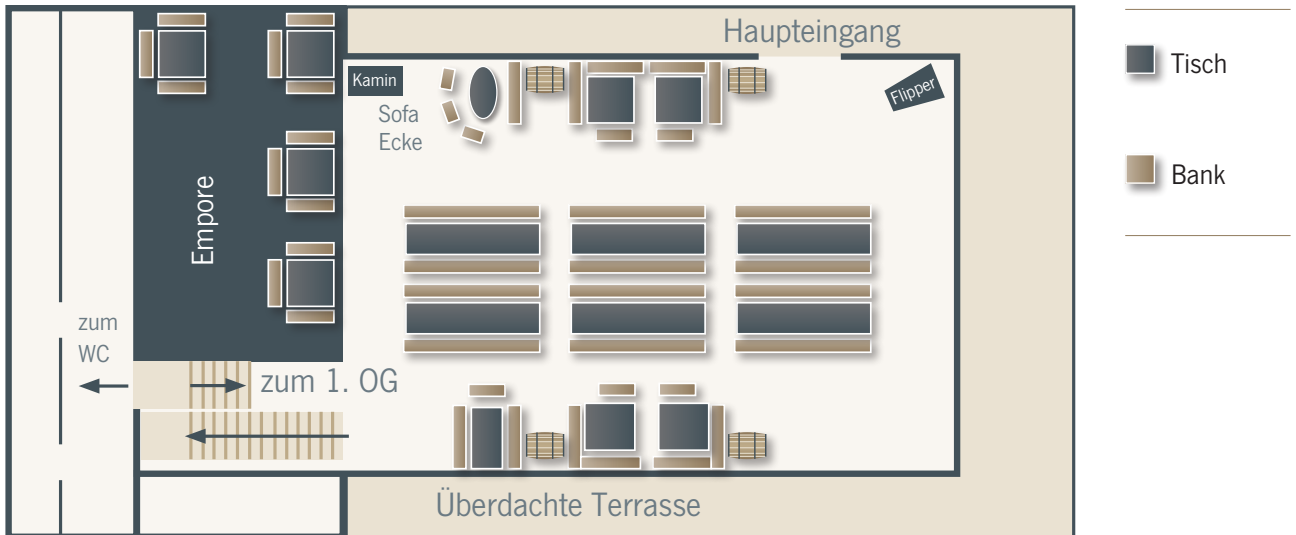 Haupteingang
Kamin
Flipper
Sofa
Ecke
Empore
zum
WC
zum 1. OG
Überdachte Terrasse
Tisch
Bank